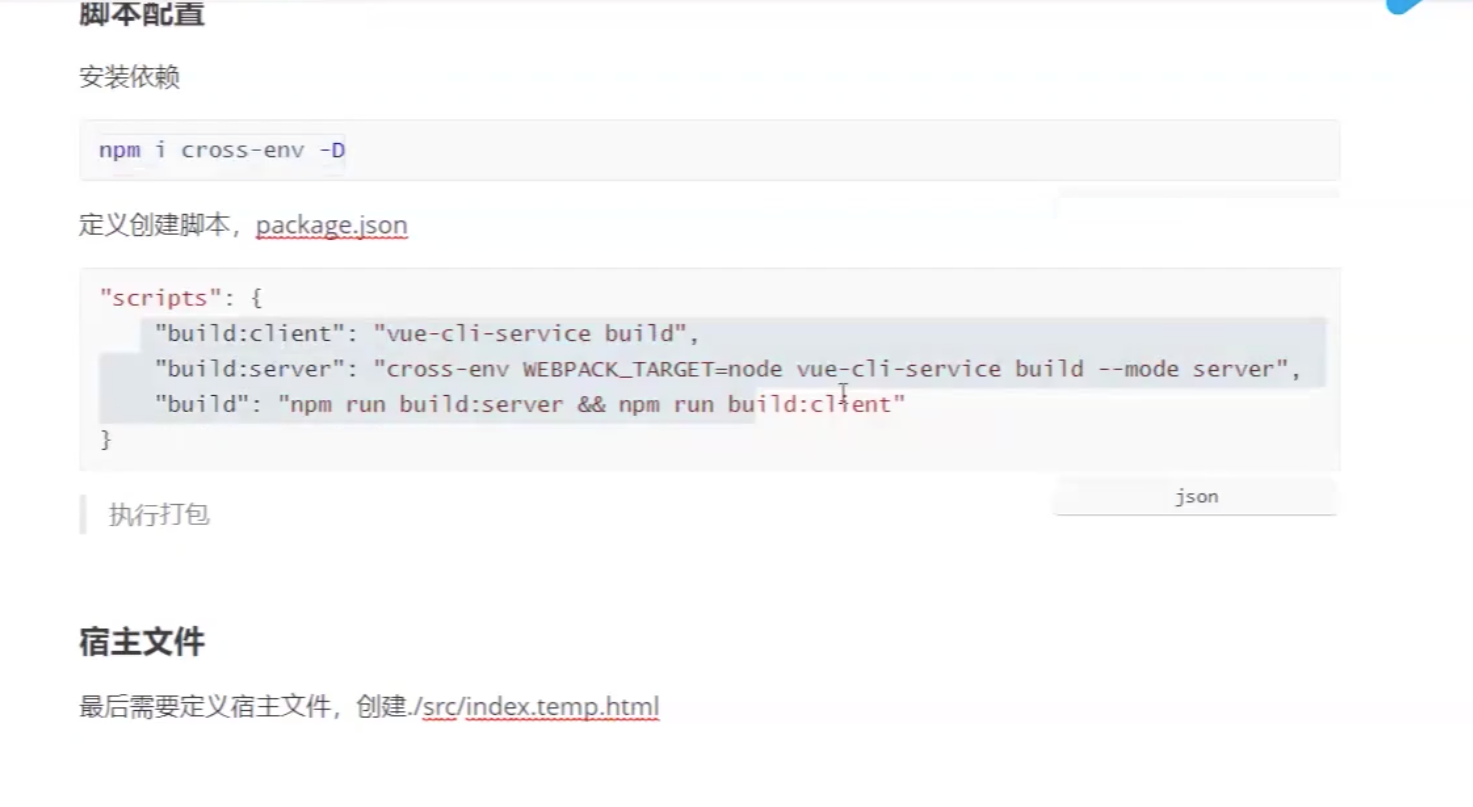 脚本配置
安装依赖
npm i cross-env -D
定义创建脚本，package.json
"scripts": {
"build:client": "vue-cli-service build",
"build:server": "cross-env WEBPACK_TARGET=node vue-cli-service build --mode server",
"build": "npm run build:server && npm run build:client"
}
json
执行打包
宿主文件
最后需要定义宿主文件，创建./src/index.temp.html